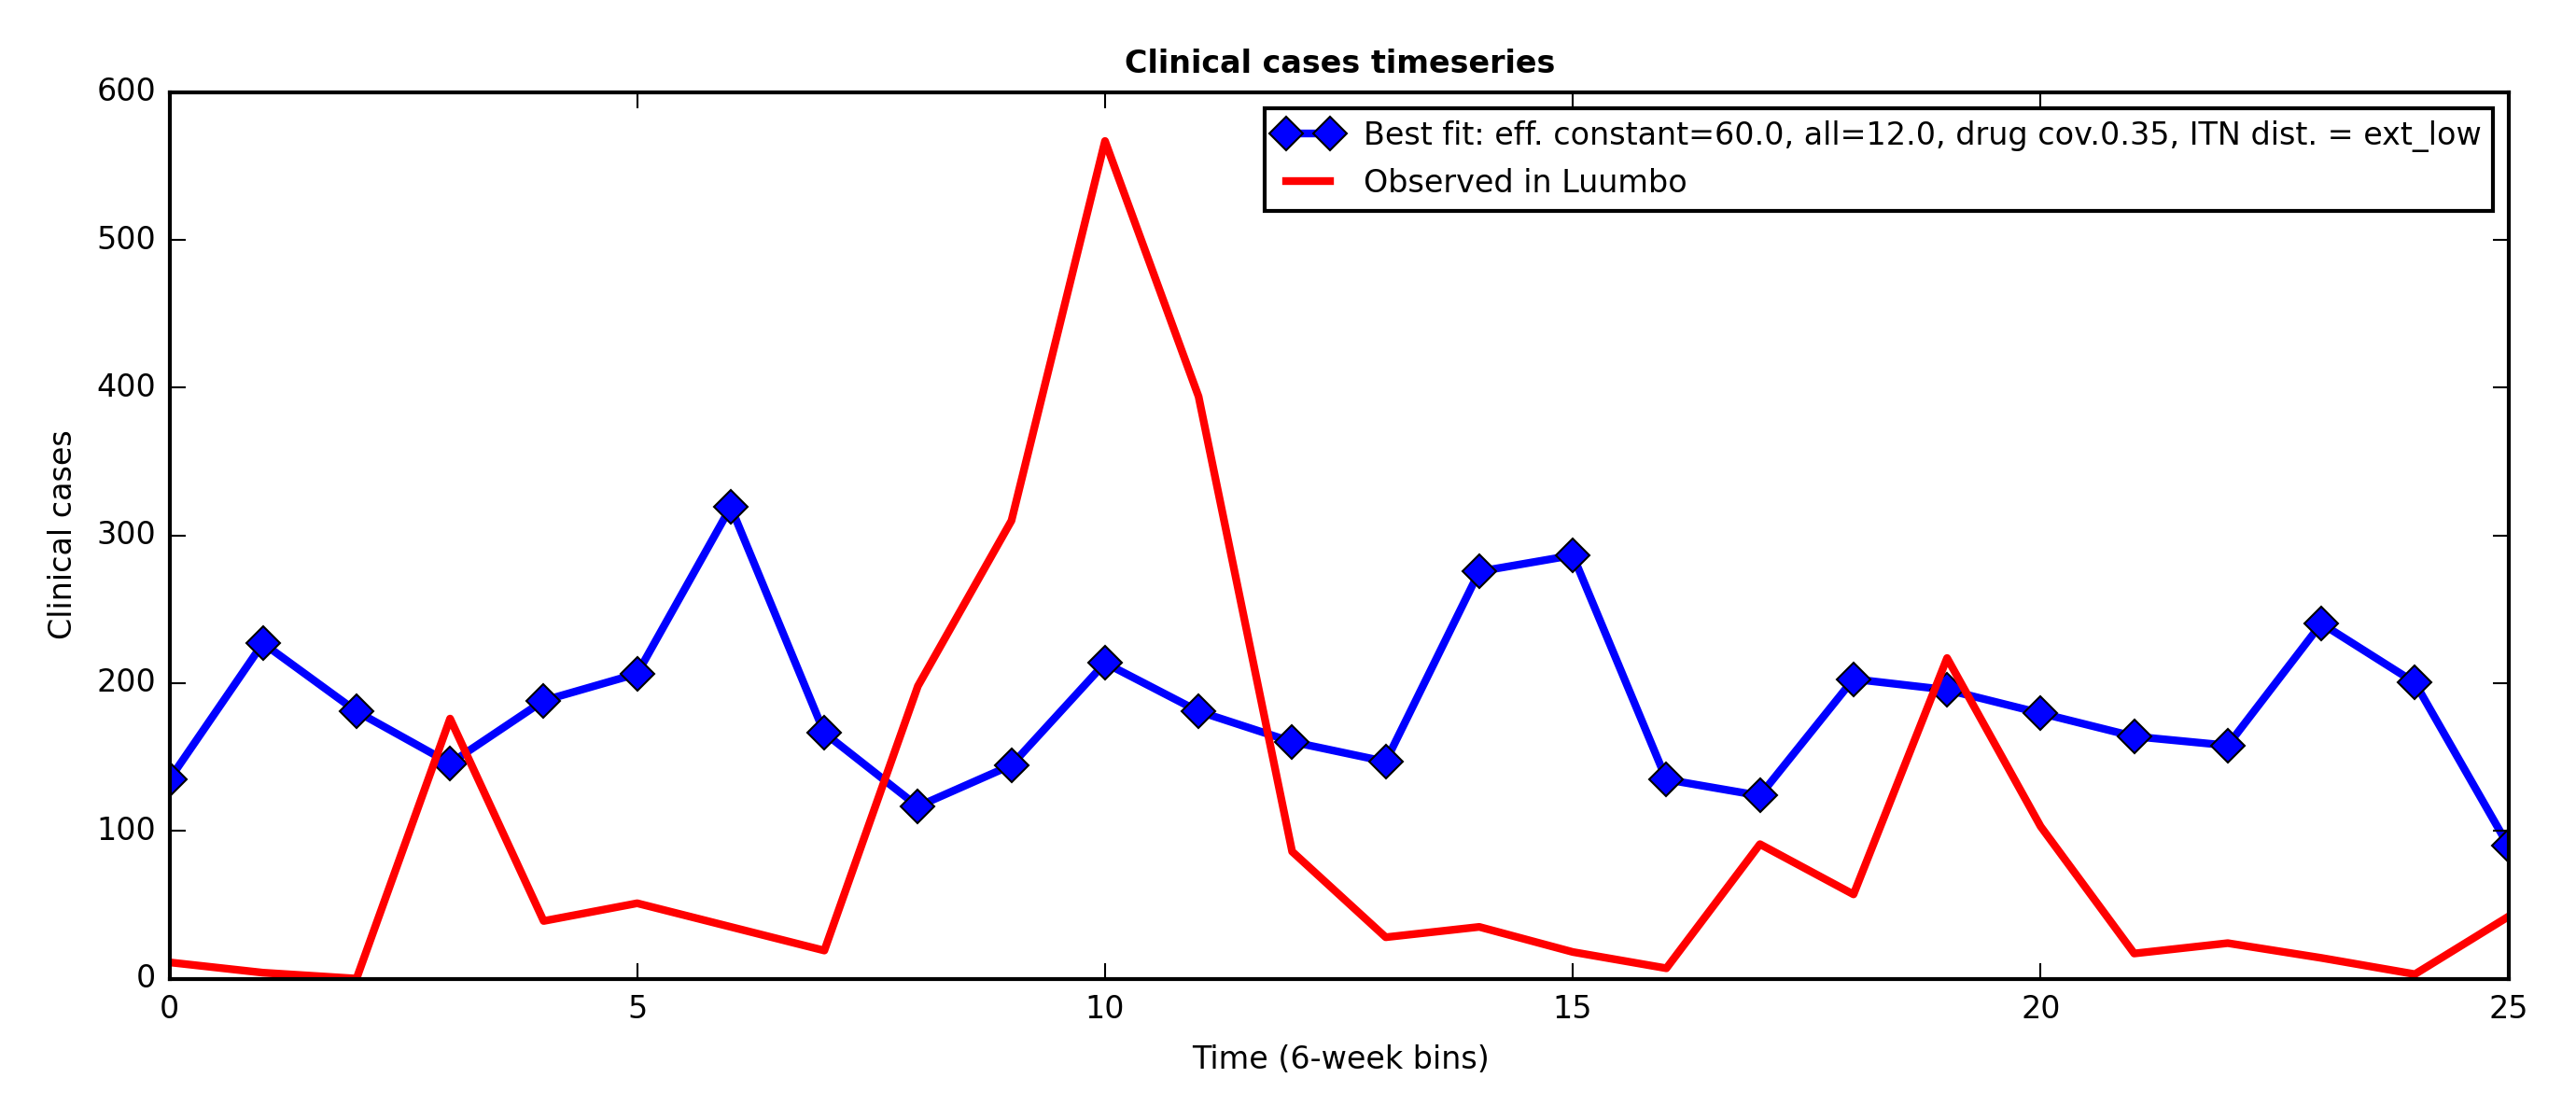 Clinical cases timeseries
600
500
400
300
200
100
0
Clinical cases
Best fit: eff. constant=60.0, all=12.0, drug cov.0.35, ITN dist. = ext_low
Observed in Luumbo
0 5 10 15 20 25
Time (6-week bins)